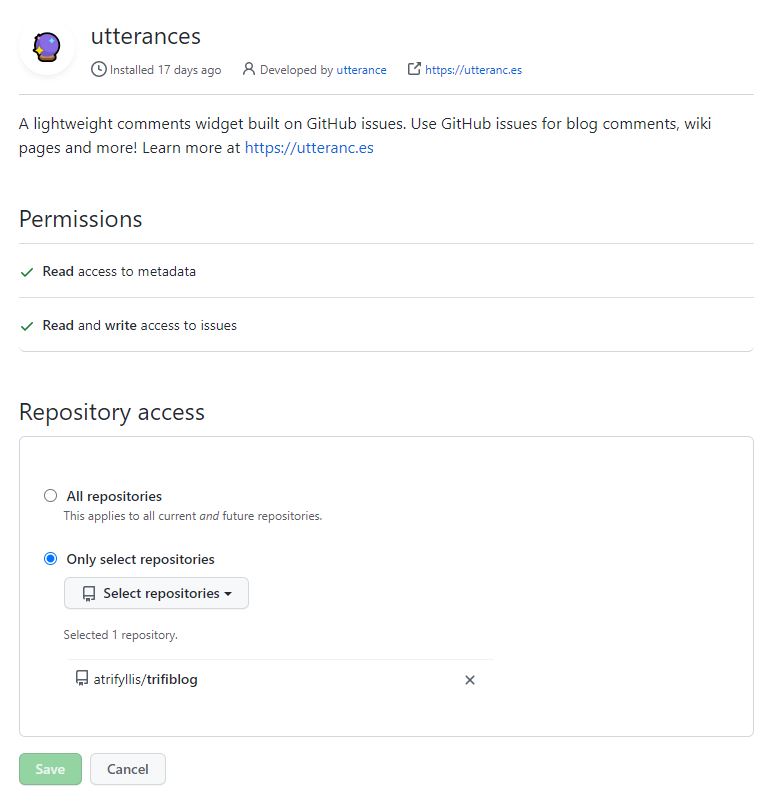 utterances
Installed 17 days ago Developed by utterance https://utteranc.es
A lightweight comments widget built on GitHub issues. Use GitHub issues for blog comments, wiki
pages and more! Learn more at https://utteranc.es
Permissions
Read access to metadata
Read and write access to issues
Repository access
All repositories
This applies to all current and future repositories.
Only select repositories
Select repositories
Selected 1 repository.
atrifyllis/trifiblog
Save Cancel